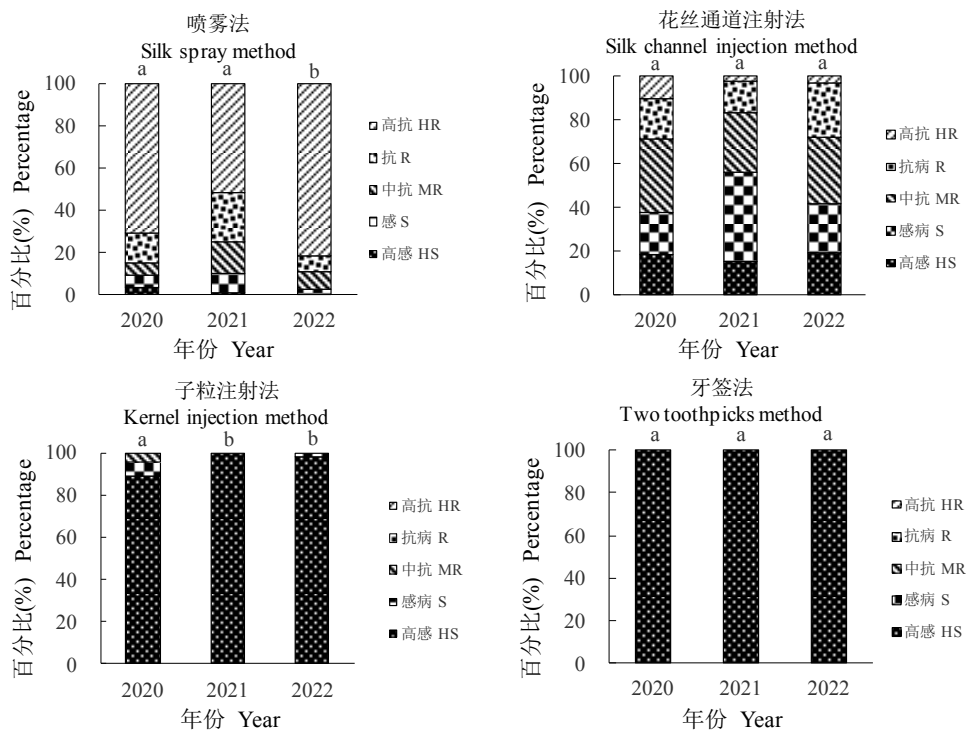 喷雾法
Silk spray method
a a b
100
80
60
40
20
0
百分比(%) Percentage
2020 2021 2022
年份 Year
高抗 HR
抗 R
中抗 MR
感 S
高感 HS
花丝通道注射法
Silk channel injection method
a a a
100
80
60
40
20
0
百分比(%) Percentage
2020 2021 2022
年份 Year
高抗 HR
抗病 R
中抗 MR
感病 S
高感 HS
子粒注射法
Kernel injection method
a b b
100
80
60
40
20
0
百分比(%) Percentage
2020 2021 2022
年份 Year
高抗 HR
抗病 R
中抗 MR
感病 S
高感 HS
牙签法
Two toothpicks method
a a a
100
80
60
40
20
0
百分比(%) Percentage
2020 2021 2022
年份 Year
高抗 HR
抗病 R
中抗 MR
感病 S
高感 HS